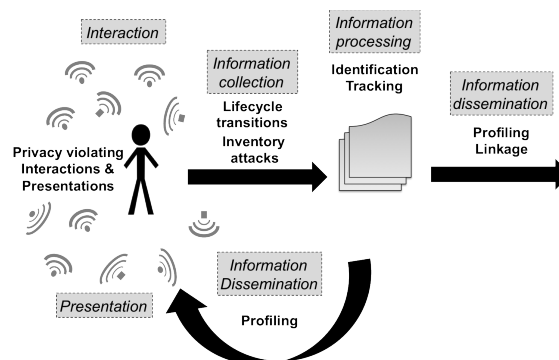 Interaction
Information
processing
Information
collection
Identification
Tracking
Information
dissemination
Lifecycle
transitions
Inventory
attacks
Profiling
Linkage
Privacy violating
Interactions &
Presentations
Information
Dissemination
Presentation
Profiling